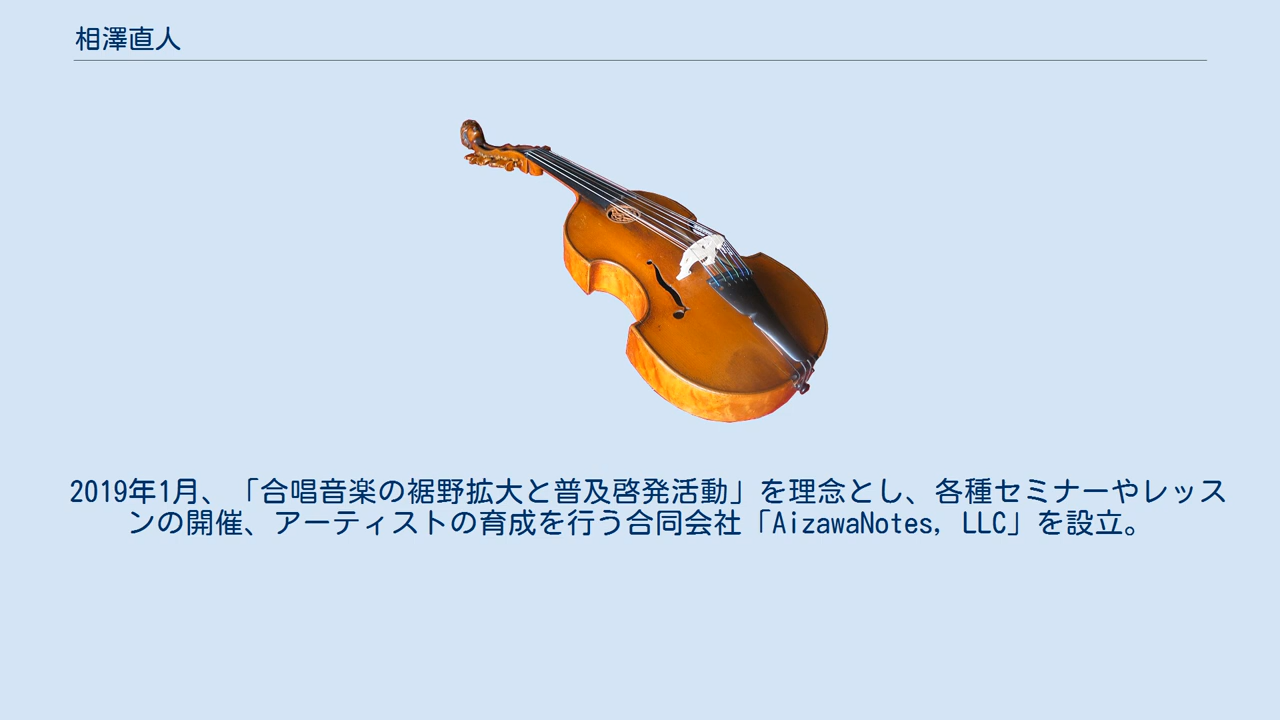 相澤直人
2019年1月、「合唱音楽の裾野拡大と普及啓発活動」を理念とし、各種セミナーやレッス
ンの開催、アーティストの育成を行う合同会社「AizawaNotes, LLC」を設立。